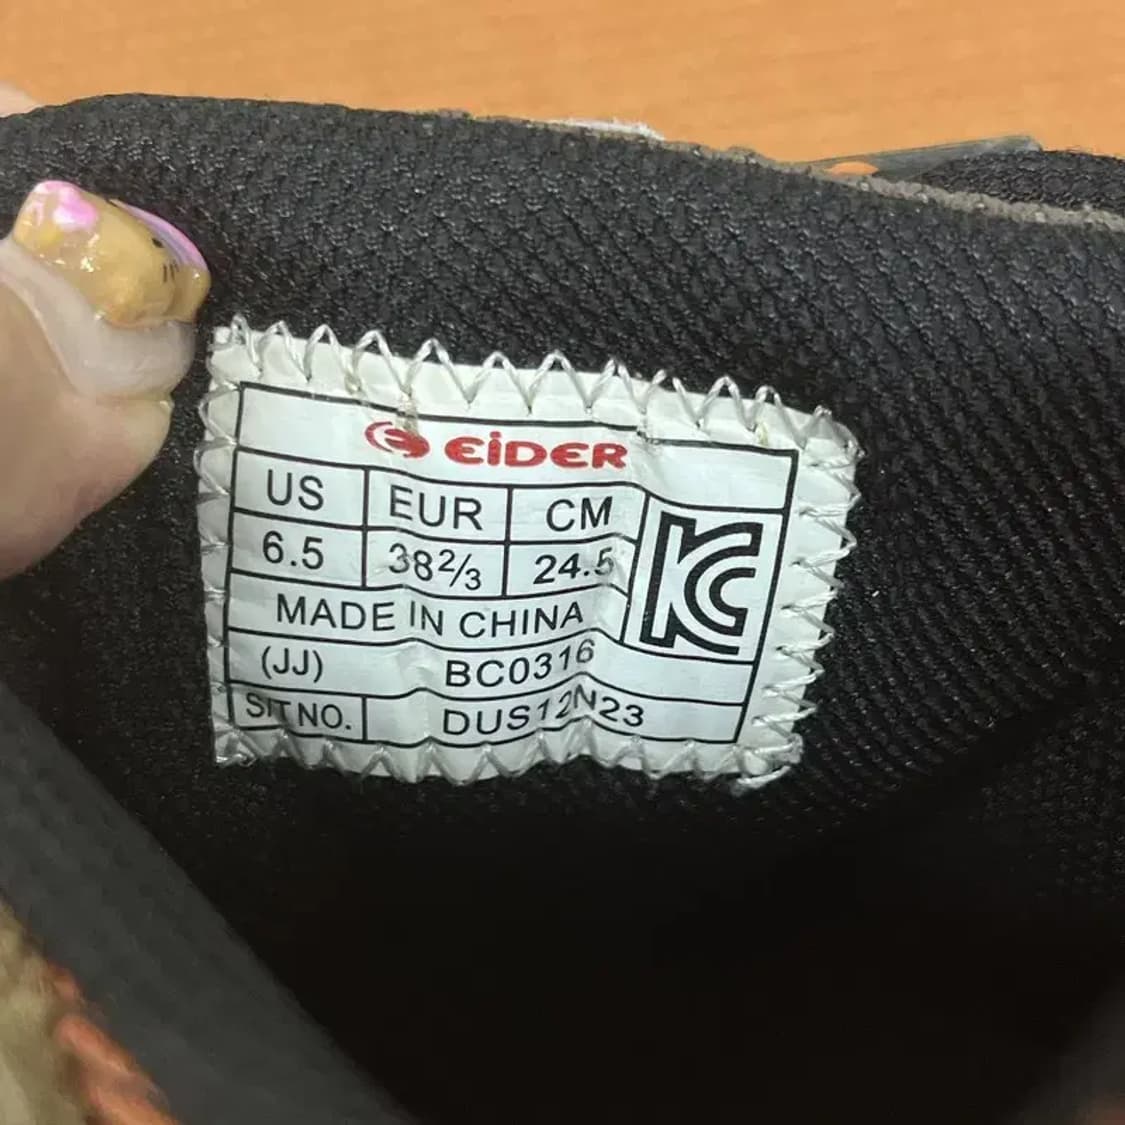 EiDER
US EUR CM
6.5 38⅔ 24.5
MADE IN CHINA
(JJ) BC0316
SIT NO. DUS12N23